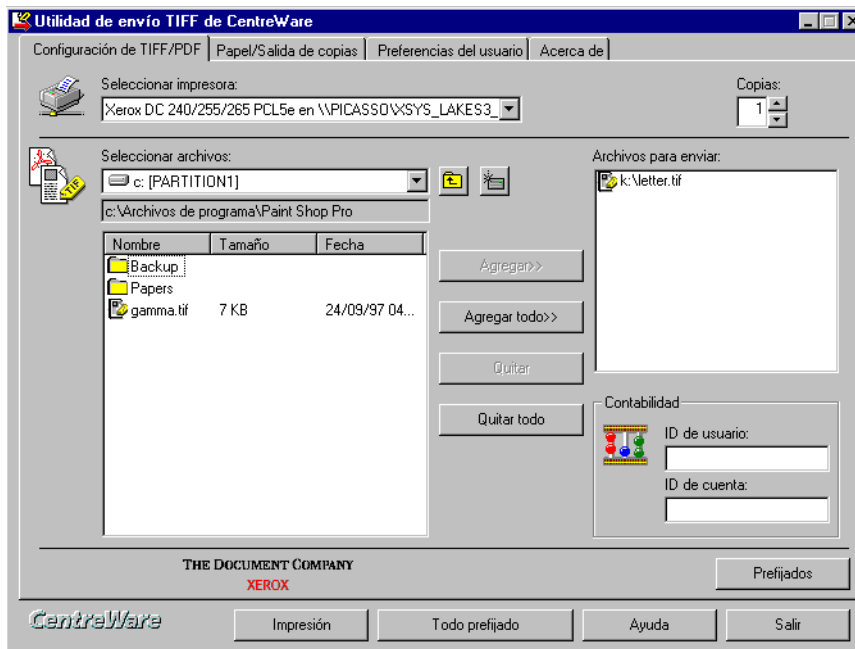 Utilidad de envío TIFF de CentreWare
Configuración de TIFF/PDF Papel/Salida de copias Preferencias del usuario Acerca de
Seleccionar impresora:
Copias:
Xerox DC 240/255/265 PCL5e en \\PICASSO\XSYS_LAKES3_
1
Seleccionar archivos:
Archivos para enviar:
c: [PARTITION1]
k:\letter.tif
c:\Archivos de programa\Paint Shop Pro
Nombre Tamaño Fecha
Backup
Papers
gamma.tif 7 KB 24/09/97 04...
Agregar>>
Agregar todo>>
Quitar
Quitar todo
Contabilidad
ID de usuario:
ID de cuenta:
THE DOCUMENT COMPANY
XEROX
Prefijados
CentreWare
Impresión Todo prefijado Ayuda Salir
TIF